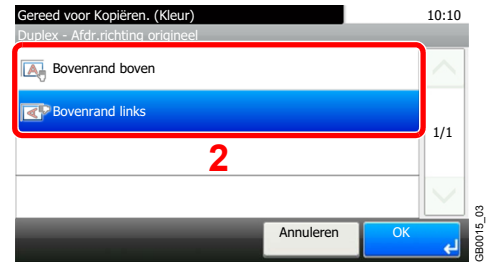 Gereed voor Kopiëren. (Kleur) 10:10
Duplex - Afdr.richting origineel
Bovenrand boven
Bovenrand links
1/1
2
Annuleren OK
GB0015_03